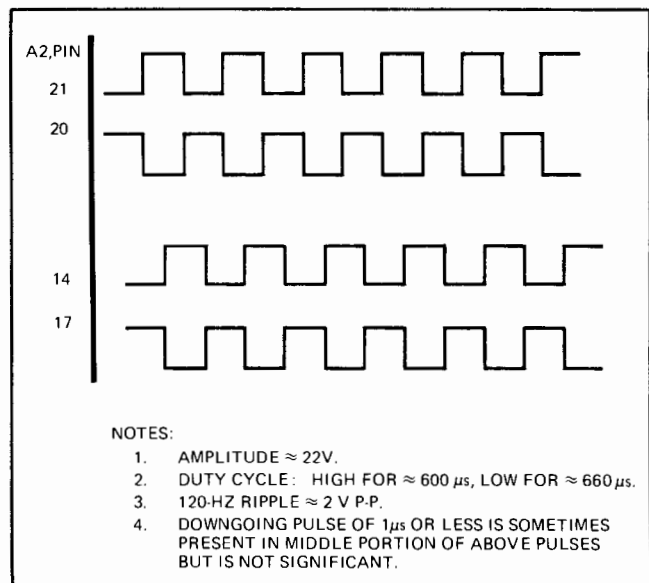 A2,PIN
21
20
14
17
NOTES:
1. AMPLITUDE ≈ 22V.
2. DUTY CYCLE: HIGH FOR ≈ 600 µs, LOW FOR ≈ 660 µs.
3. 120-HZ RIPPLE ≈ 2 V P-P.
4. DOWNGOING PULSE OF 1µs OR LESS IS SOMETIMES
PRESENT IN MIDDLE PORTION OF ABOVE PULSES
BUT IS NOT SIGNIFICANT.